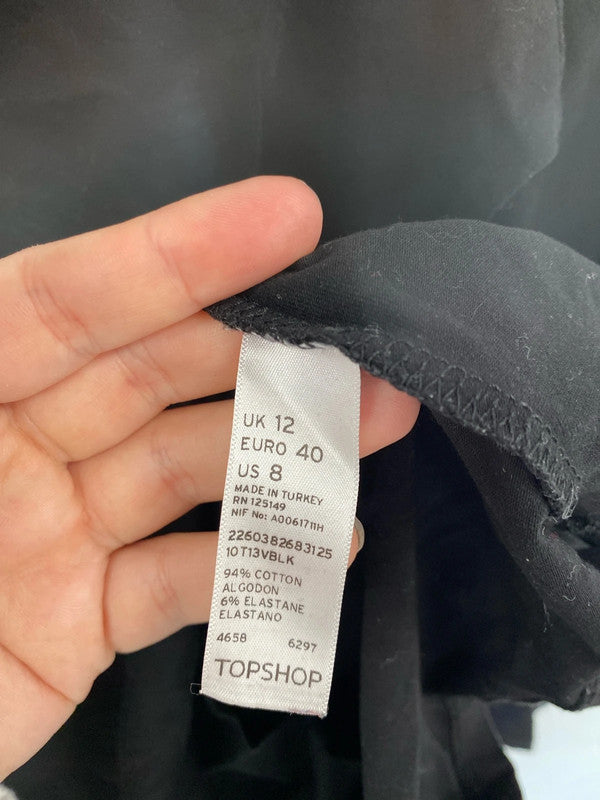 UK 12
EURO 40
US 8
MADE IN TURKEY
RN 125149
NIF No: A0061711H
2260382683125
10T13VBLK
94% COTTON
ALGODON
6% ELASTANE
ELASTANO
4658 6297
TOPSHOP